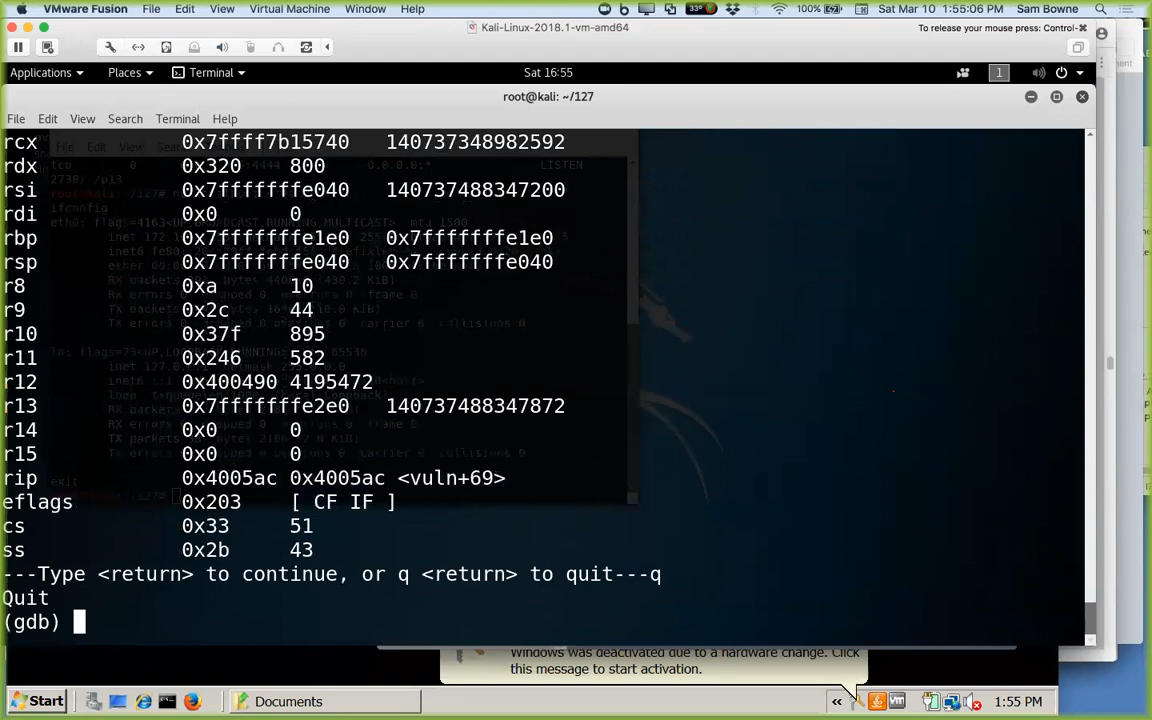 VMware Fusion File Edit View Virtual Machine Window Help 33° 100% Sat Mar 10 1:55:06 PM Sam Bowne
Kali-Linux-2018.1-vm-amd64 To release your mouse press: Control-⌘
Applications Places Terminal Sat 16:55 1
root@kali: ~/127
File Edit View Search Terminal Help
rcx 0x7ffff7b15740 140737348982592
rdx 0x320 800
rsi 0x7fffffffe040 140737488347200
rdi 0x0 0
rbp 0x7fffffffe1e0 0x7fffffffe1e0
rsp 0x7fffffffe040 0x7fffffffe040
r8 0xa 10
r9 0x2c 44
r10 0x37f 895
r11 0x246 582
r12 0x400490 4195472
r13 0x7fffffffe2e0 140737488347872
r14 0x0 0
r15 0x0 0
rip 0x4005ac 0x4005ac <vuln+69>
eflags 0x203 [ CF IF ]
cs 0x33 51
ss 0x2b 43
---Type <return> to continue, or q <return> to quit---q
Quit
(gdb)
Windows was deactivated due to a hardware change. Click
this message to start activation.
Start Documents « 1:55 PM